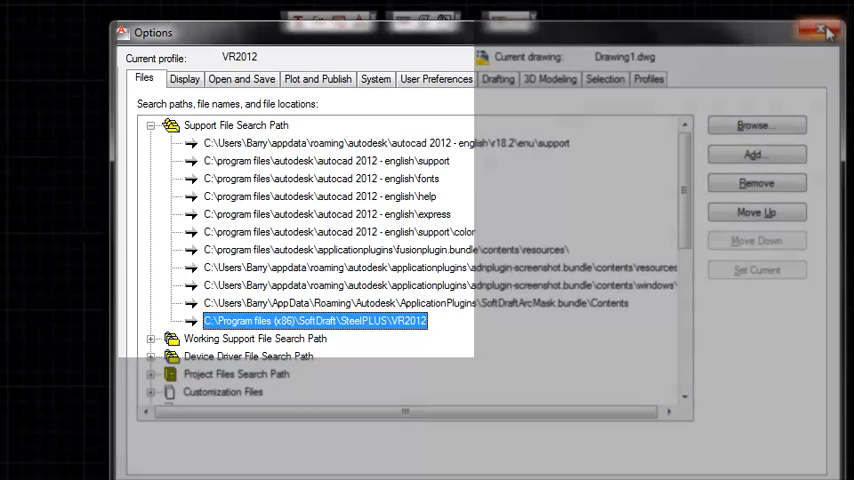 Options
Current profile: VR2012 Current drawing: Drawing1.dwg
Files Display Open and Save Plot and Publish System User Preferences Drafting 3D Modeling Selection Profiles
Search paths, file names, and file locations:
Support File Search Path
C:\Users\Barry\appdata\roaming\autodesk\autocad 2012 - english\r18.2\enu\support
C:\program files\autodesk\autocad 2012 - english\support
C:\program files\autodesk\autocad 2012 - english\fonts
C:\program files\autodesk\autocad 2012 - english\help
C:\program files\autodesk\autocad 2012 - english\express
C:\program files\autodesk\autocad 2012 - english\support\color
C:\program files\autodesk\applicationplugins\fusionplugin.bundle\contents\resources\
C:\Users\Barry\appdata\roaming\autodesk\applicationplugins\adnplugin-screenshot.bundle\contents\resources
C:\Users\Barry\appdata\roaming\autodesk\applicationplugins\adnplugin-screenshot.bundle\contents\windows\
C:\Users\Barry\AppData\Roaming\Autodesk\ApplicationPlugins\SoftDraftArcMask.bundle\Contents
C:\Program files (x86)\SoftDraft\SteelPLUS\VR2012
Working Support File Search Path
Device Driver File Search Path
Project Files Search Path
Customization Files
Browse...
Add...
Remove
Move Up
Move Down
Set Current